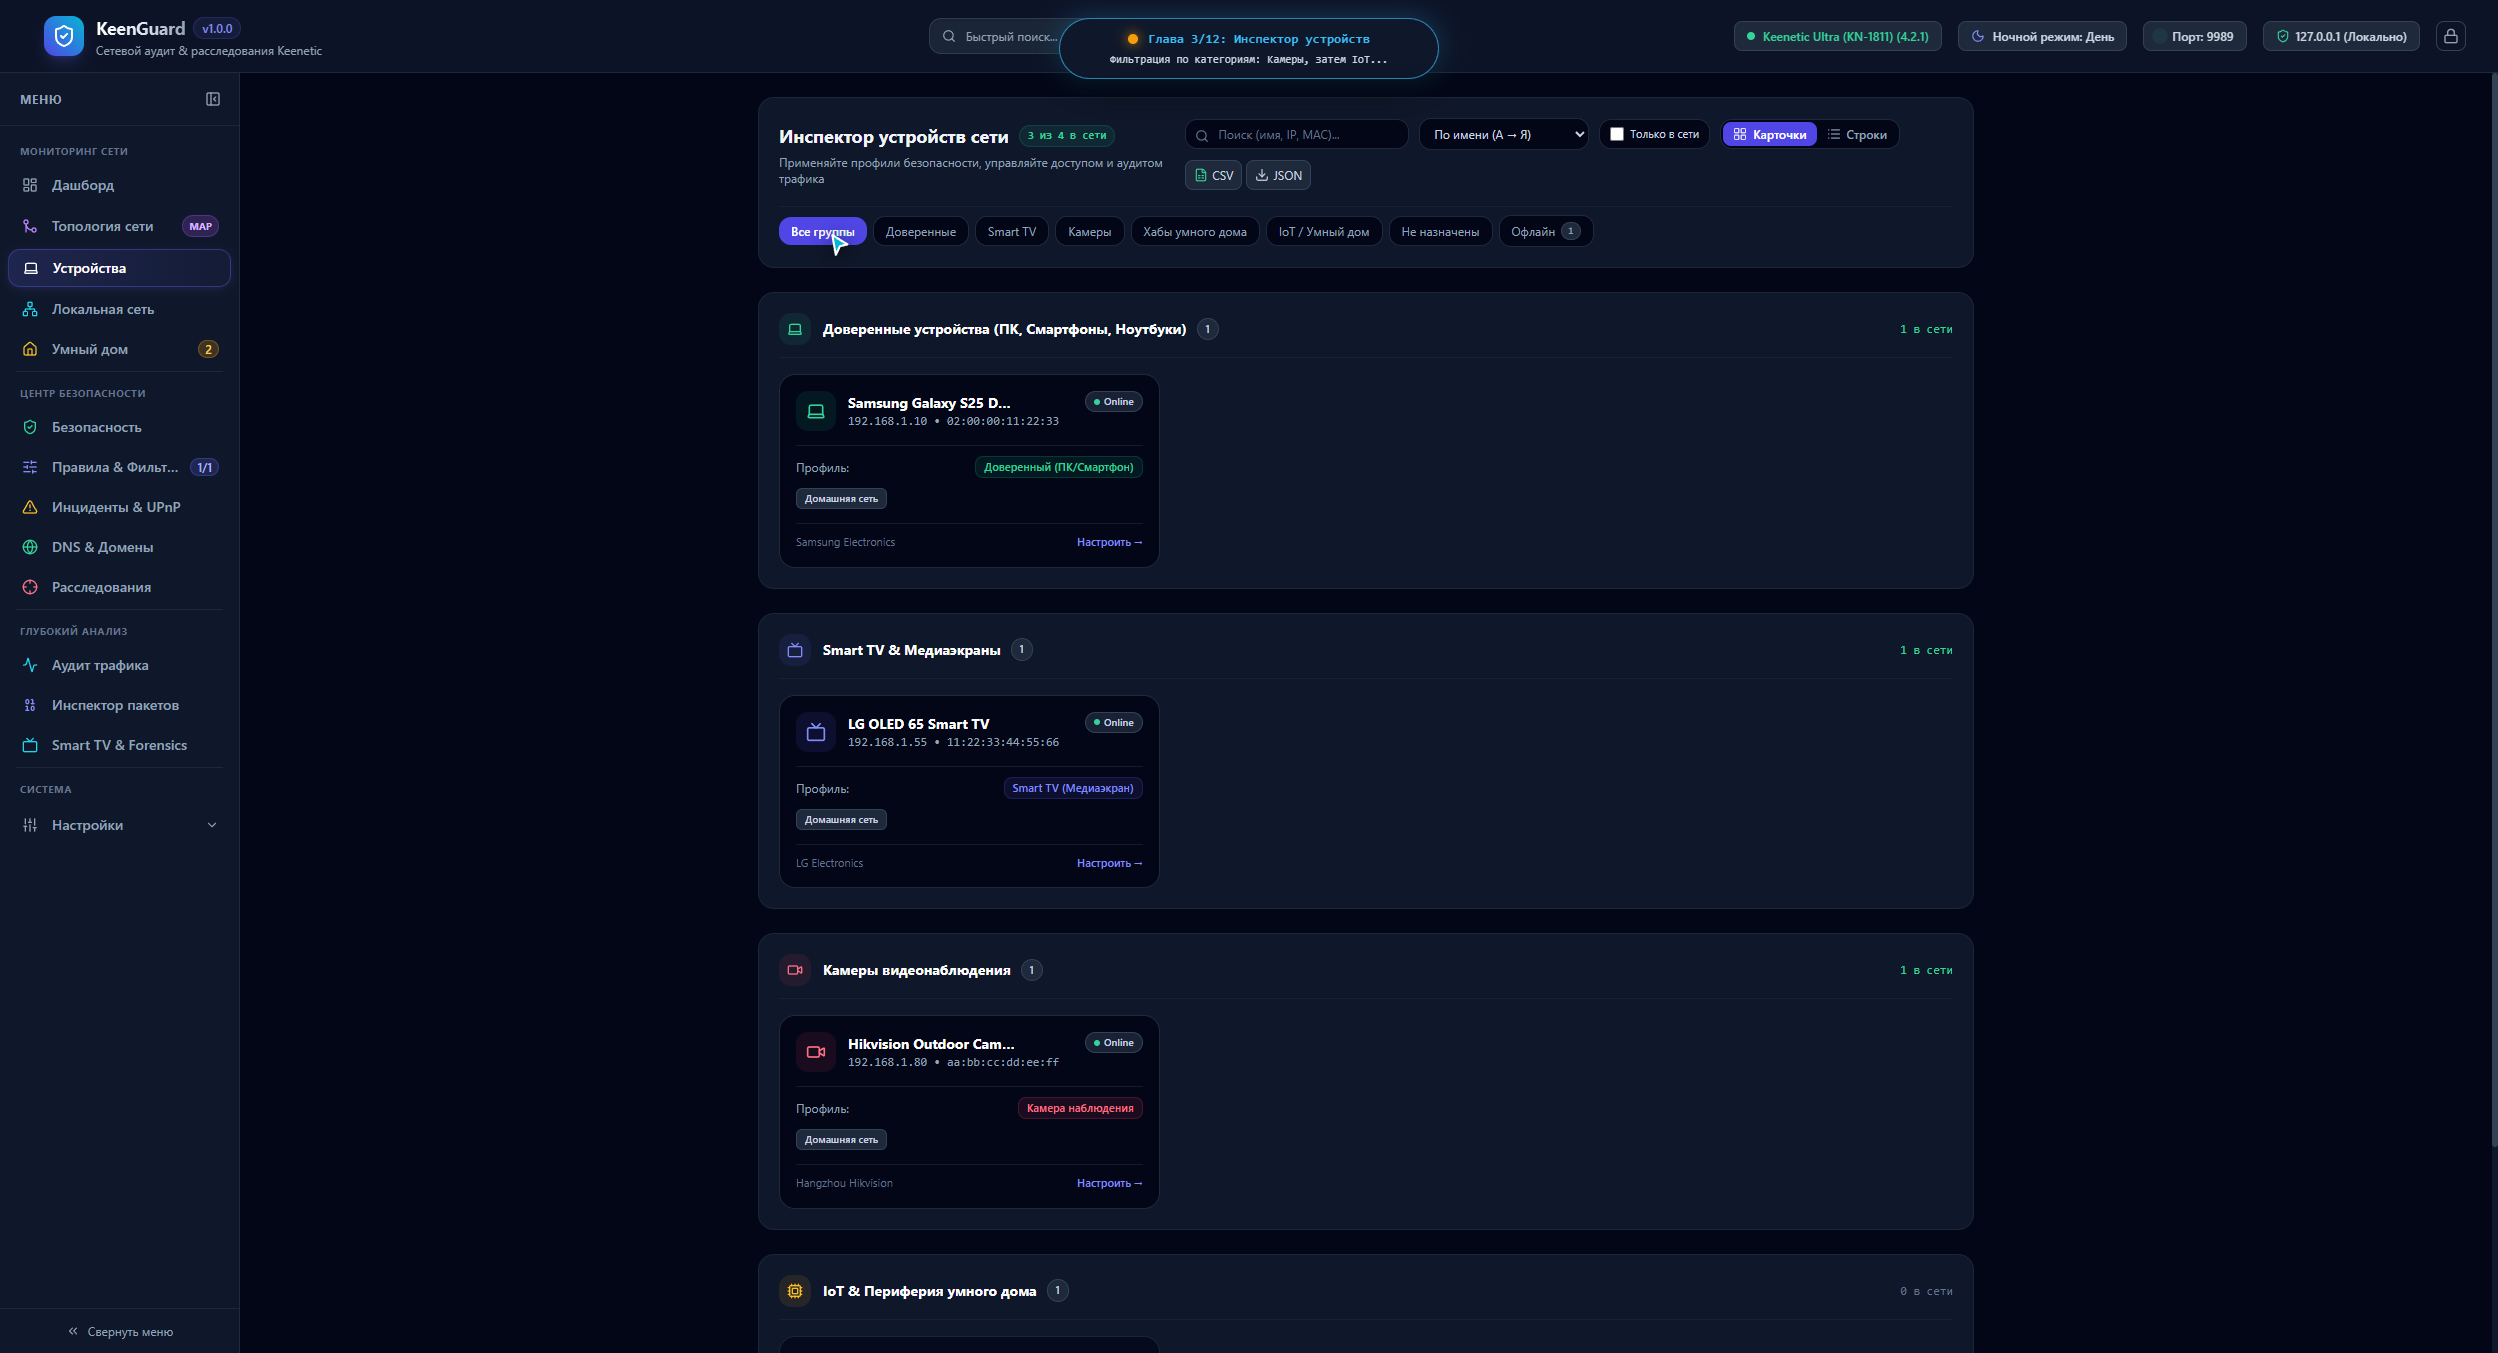 KeenGuard v1.0.0
Сетевой аудит & расследования Keenetic
Быстрый поиск...
Глава 3/12: Инспектор устройств
Фильтрация по категориям: Камеры, затем IoT...
Keenetic Ultra (KN-1811) (4.2.1)
Ночной режим: День
Порт: 9989
127.0.0.1 (Локально)
МЕНЮ
МОНИТОРИНГ СЕТИ
Дашборд
Топология сети MAP
Устройства
Локальная сеть
Умный дом 2
ЦЕНТР БЕЗОПАСНОСТИ
Безопасность
Правила & Фильт... 1/1
Инциденты & UPnP
DNS & Домены
Расследования
ГЛУБОКИЙ АНАЛИЗ
Аудит трафика
Инспектор пакетов
Smart TV & Forensics
СИСТЕМА
Настройки
Свернуть меню
Инспектор устройств сети 3 из 4 в сети
Применяйте профили безопасности, управляйте доступом и аудитом
трафика
Поиск (имя, IP, MAC)...
По имени (А → Я)
Только в сети
Карточки
Строки
CSV
JSON
Все группы
Доверенные
Smart TV
Камеры
Хабы умного дома
IoT / Умный дом
Не назначены
Офлайн 1
Доверенные устройства (ПК, Смартфоны, Ноутбуки) 1
1 в сети
Samsung Galaxy S25 D...
Online
192.168.1.10 • 02:00:00:11:22:33
Профиль:
Доверенный (ПК/Смартфон)
Домашняя сеть
Samsung Electronics
Настроить →
Smart TV & Медиаэкраны 1
1 в сети
LG OLED 65 Smart TV
Online
192.168.1.55 • 11:22:33:44:55:66
Профиль:
Smart TV (Медиаэкран)
Домашняя сеть
LG Electronics
Настроить →
Камеры видеонаблюдения 1
1 в сети
Hikvision Outdoor Cam...
Online
192.168.1.80 • aa:bb:cc:dd:ee:ff
Профиль:
Камера наблюдения
Домашняя сеть
Hangzhou Hikvision
Настроить →
IoT & Периферия умного дома 1
0 в сети